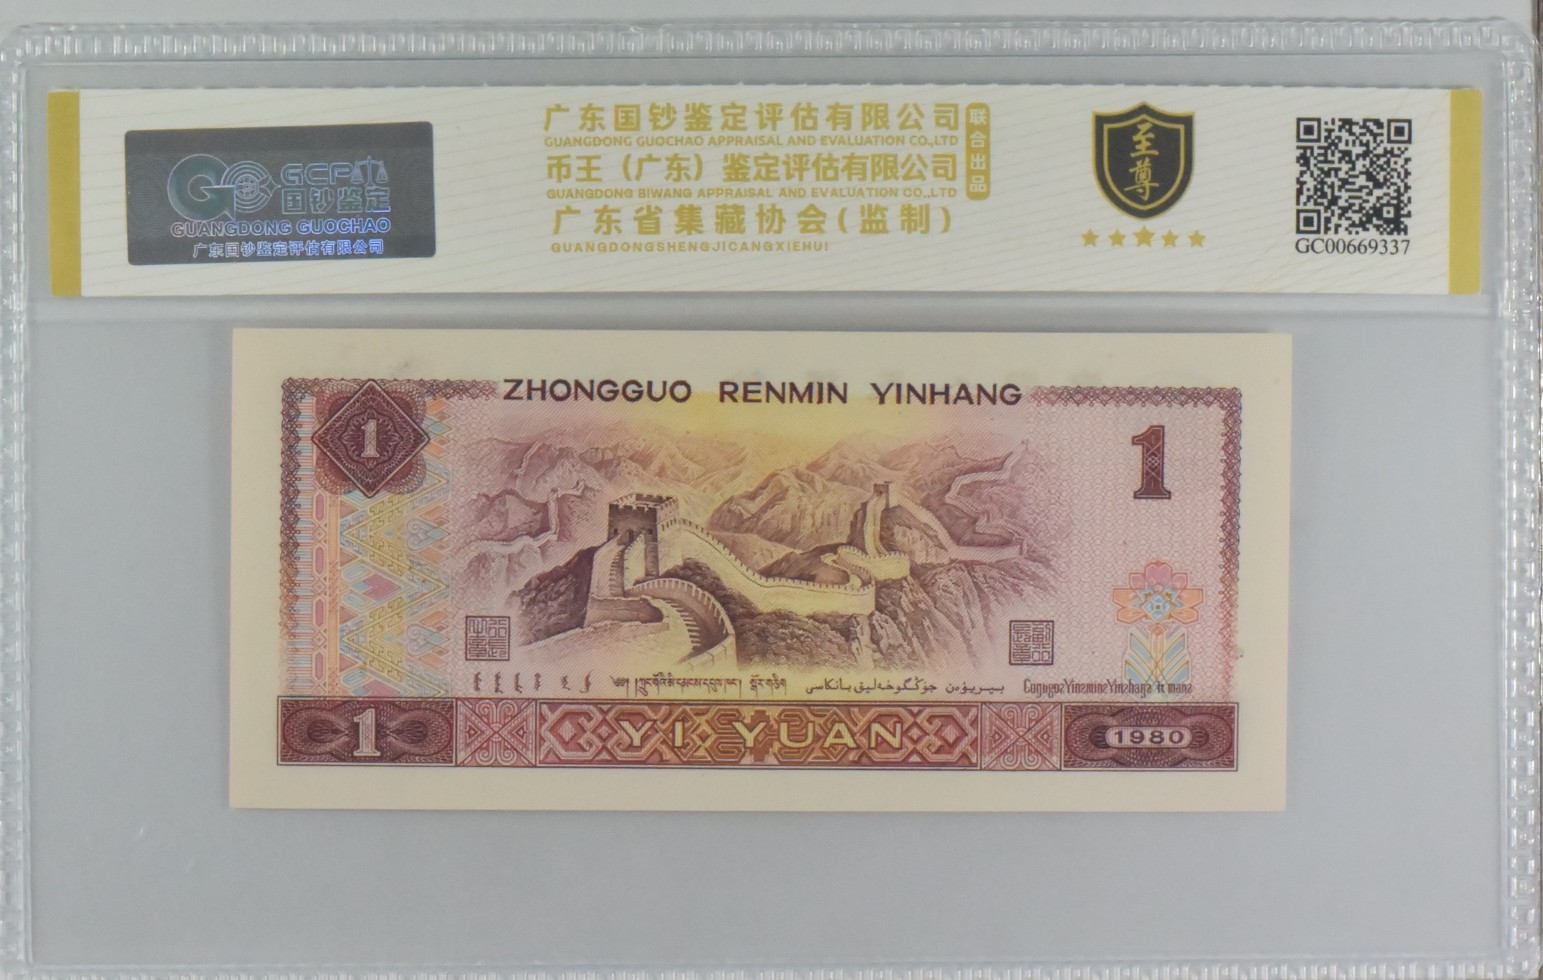 广东国钞鉴定评估有限公司
GUANGDONG GUOCHAO APPRAISAL AND EVALUATION CO.,LTD
币王（广东）鉴定评估有限公司
GUANGDONG BIWANG APPRAISAL AND EVALUATION CO.,LTD
广东省集藏协会(监制)
GUANGDONGSHENGJICANGXIEHUI
联合出品
GCP
国钞鉴定
GUANGDONG GUOCHAO
广东国钞鉴定评估有限公司
至尊
GC00669337
ZHONGGUO RENMIN YINHANG
1
1
1
YI YUAN
1980